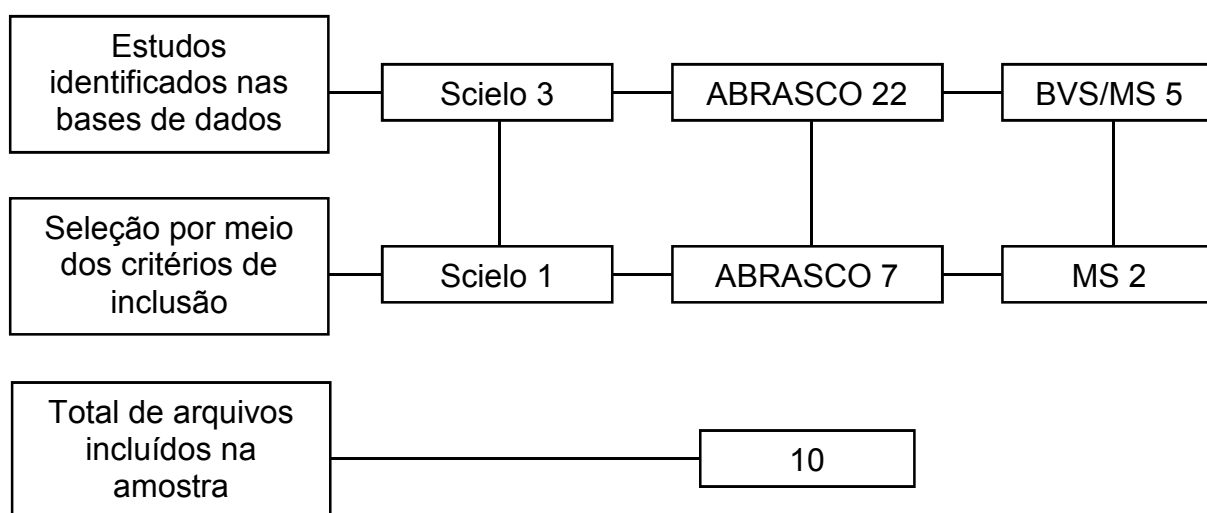 Estudos
identificados nas
bases de dados
Scielo 3
ABRASCO 22
BVS/MS 5
Seleção por meio
dos critérios de
inclusão
Scielo 1
ABRASCO 7
MS 2
Total de arquivos
incluídos na
amostra
10